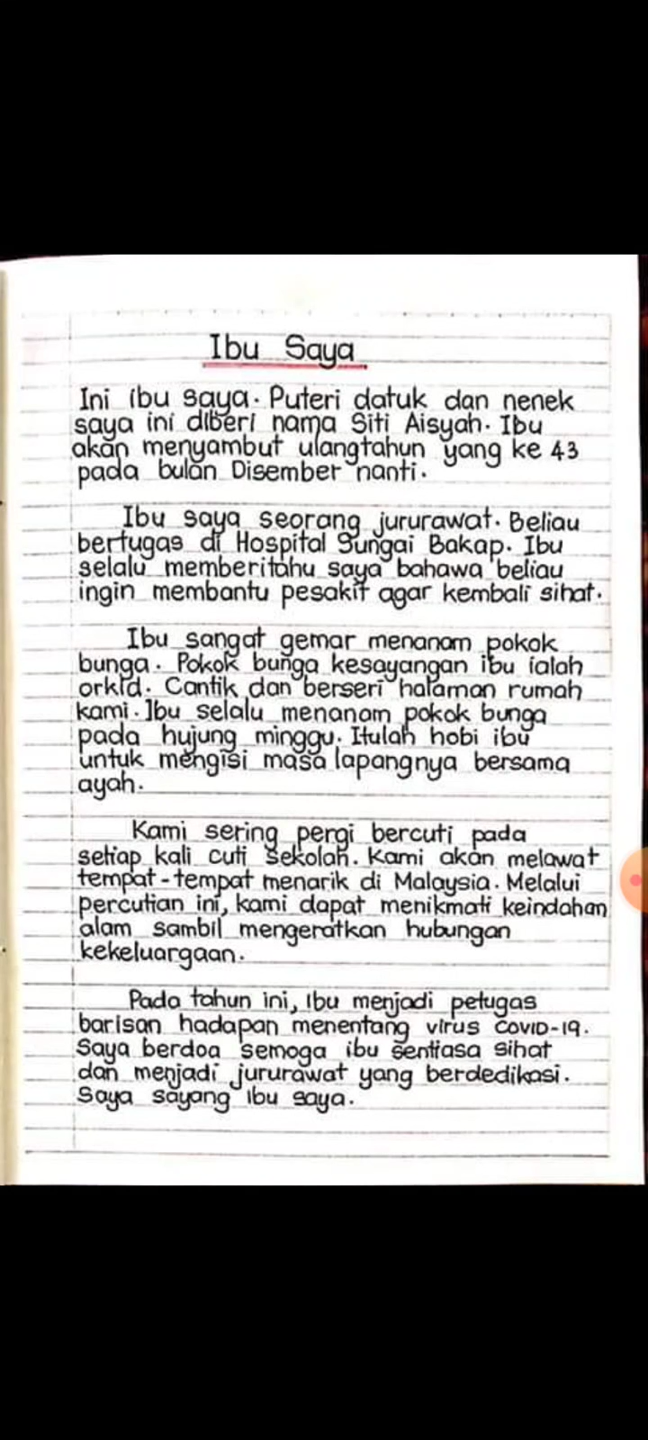 Ibu Saya
Ini ibu saya. Puteri datuk dan nenek
saya ini diberi nama Siti Aisyah. Ibu
akan menyambut ulangtahun yang ke 43
pada bulan Disember nanti.
Ibu saya seorang jururawat. Beliau
bertugas di Hospital Sungai Bakap. Ibu
selalu memberitahu saya bahawa beliau
ingin membantu pesakit agar kembali sihat.
Ibu sangat gemar menanam pokok
bunga. Pokok bunga kesayangan ibu ialah
orkid. Cantik dan berseri halaman rumah
kami. Ibu selalu menanam pokok bunga
pada hujung minggu. Itulah hobi ibu
untuk mengisi masa lapangnya bersama
ayah.
Kami sering pergi bercuti pada
setiap kali cuti sekolah. Kami akan melawat
tempat-tempat menarik di Malaysia. Melalui
percutian ini, kami dapat menikmati keindahan
alam sambil mengeratkan hubungan
kekeluargaan.
Pada tahun ini, ibu menjadi petugas
barisan hadapan menentang virus COVID-19.
Saya berdoa semoga ibu sentiasa sihat
dan menjadi jururawat yang berdedikasi.
Saya sayang ibu saya.